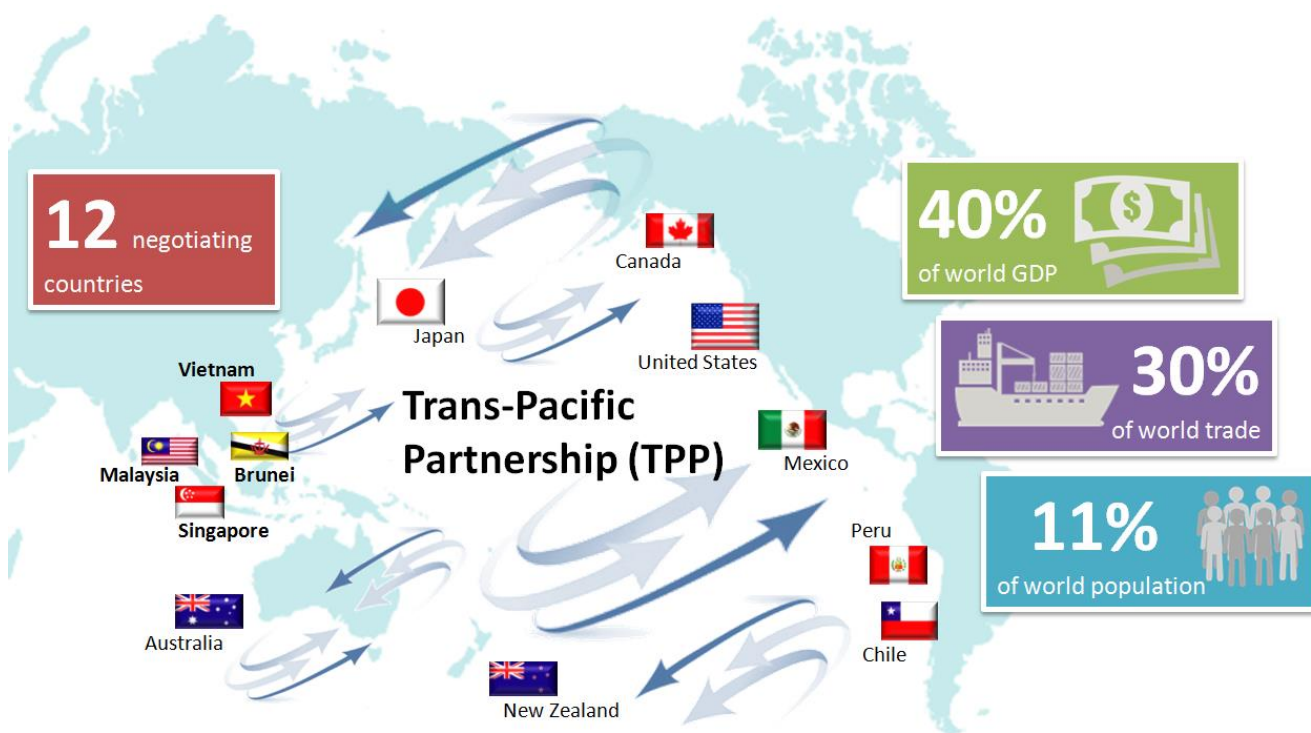 12 negotiating
countries
40%
of world GDP
Canada
Japan
United States
30%
of world trade
Vietnam
Trans-Pacific
Partnership (TPP)
Malaysia
Brunei
Mexico
Singapore
11%
of world population
Peru
Australia
Chile
New Zealand